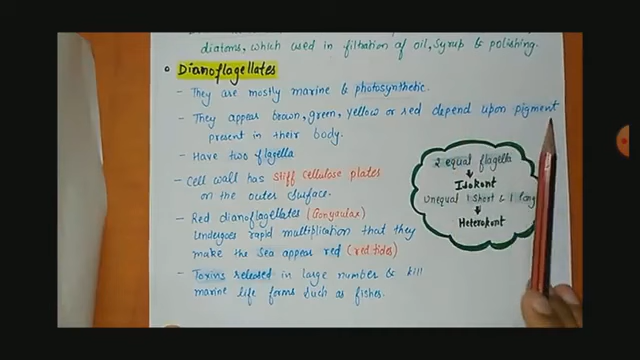 diatoms, which used in filtration of oil, Syrup & polishing.
Dianoflagellates
- They are mostly marine & photosynthetic.
- They appear brown, green, yellow or red depend upon pigment
present in their body.
- Have two flagella
- Cell wall has stiff cellulose plates
on the outer surface.
- Red dianoflagellates (Gonyaulax)
Undergoes rapid multiplication that they
make the sea appear red (red tides)
- Toxins released in large number & kill
marine life forms such as fishes.
2 equal flagella
Isokont
Unequal 1 short & 1 long
Heterokont